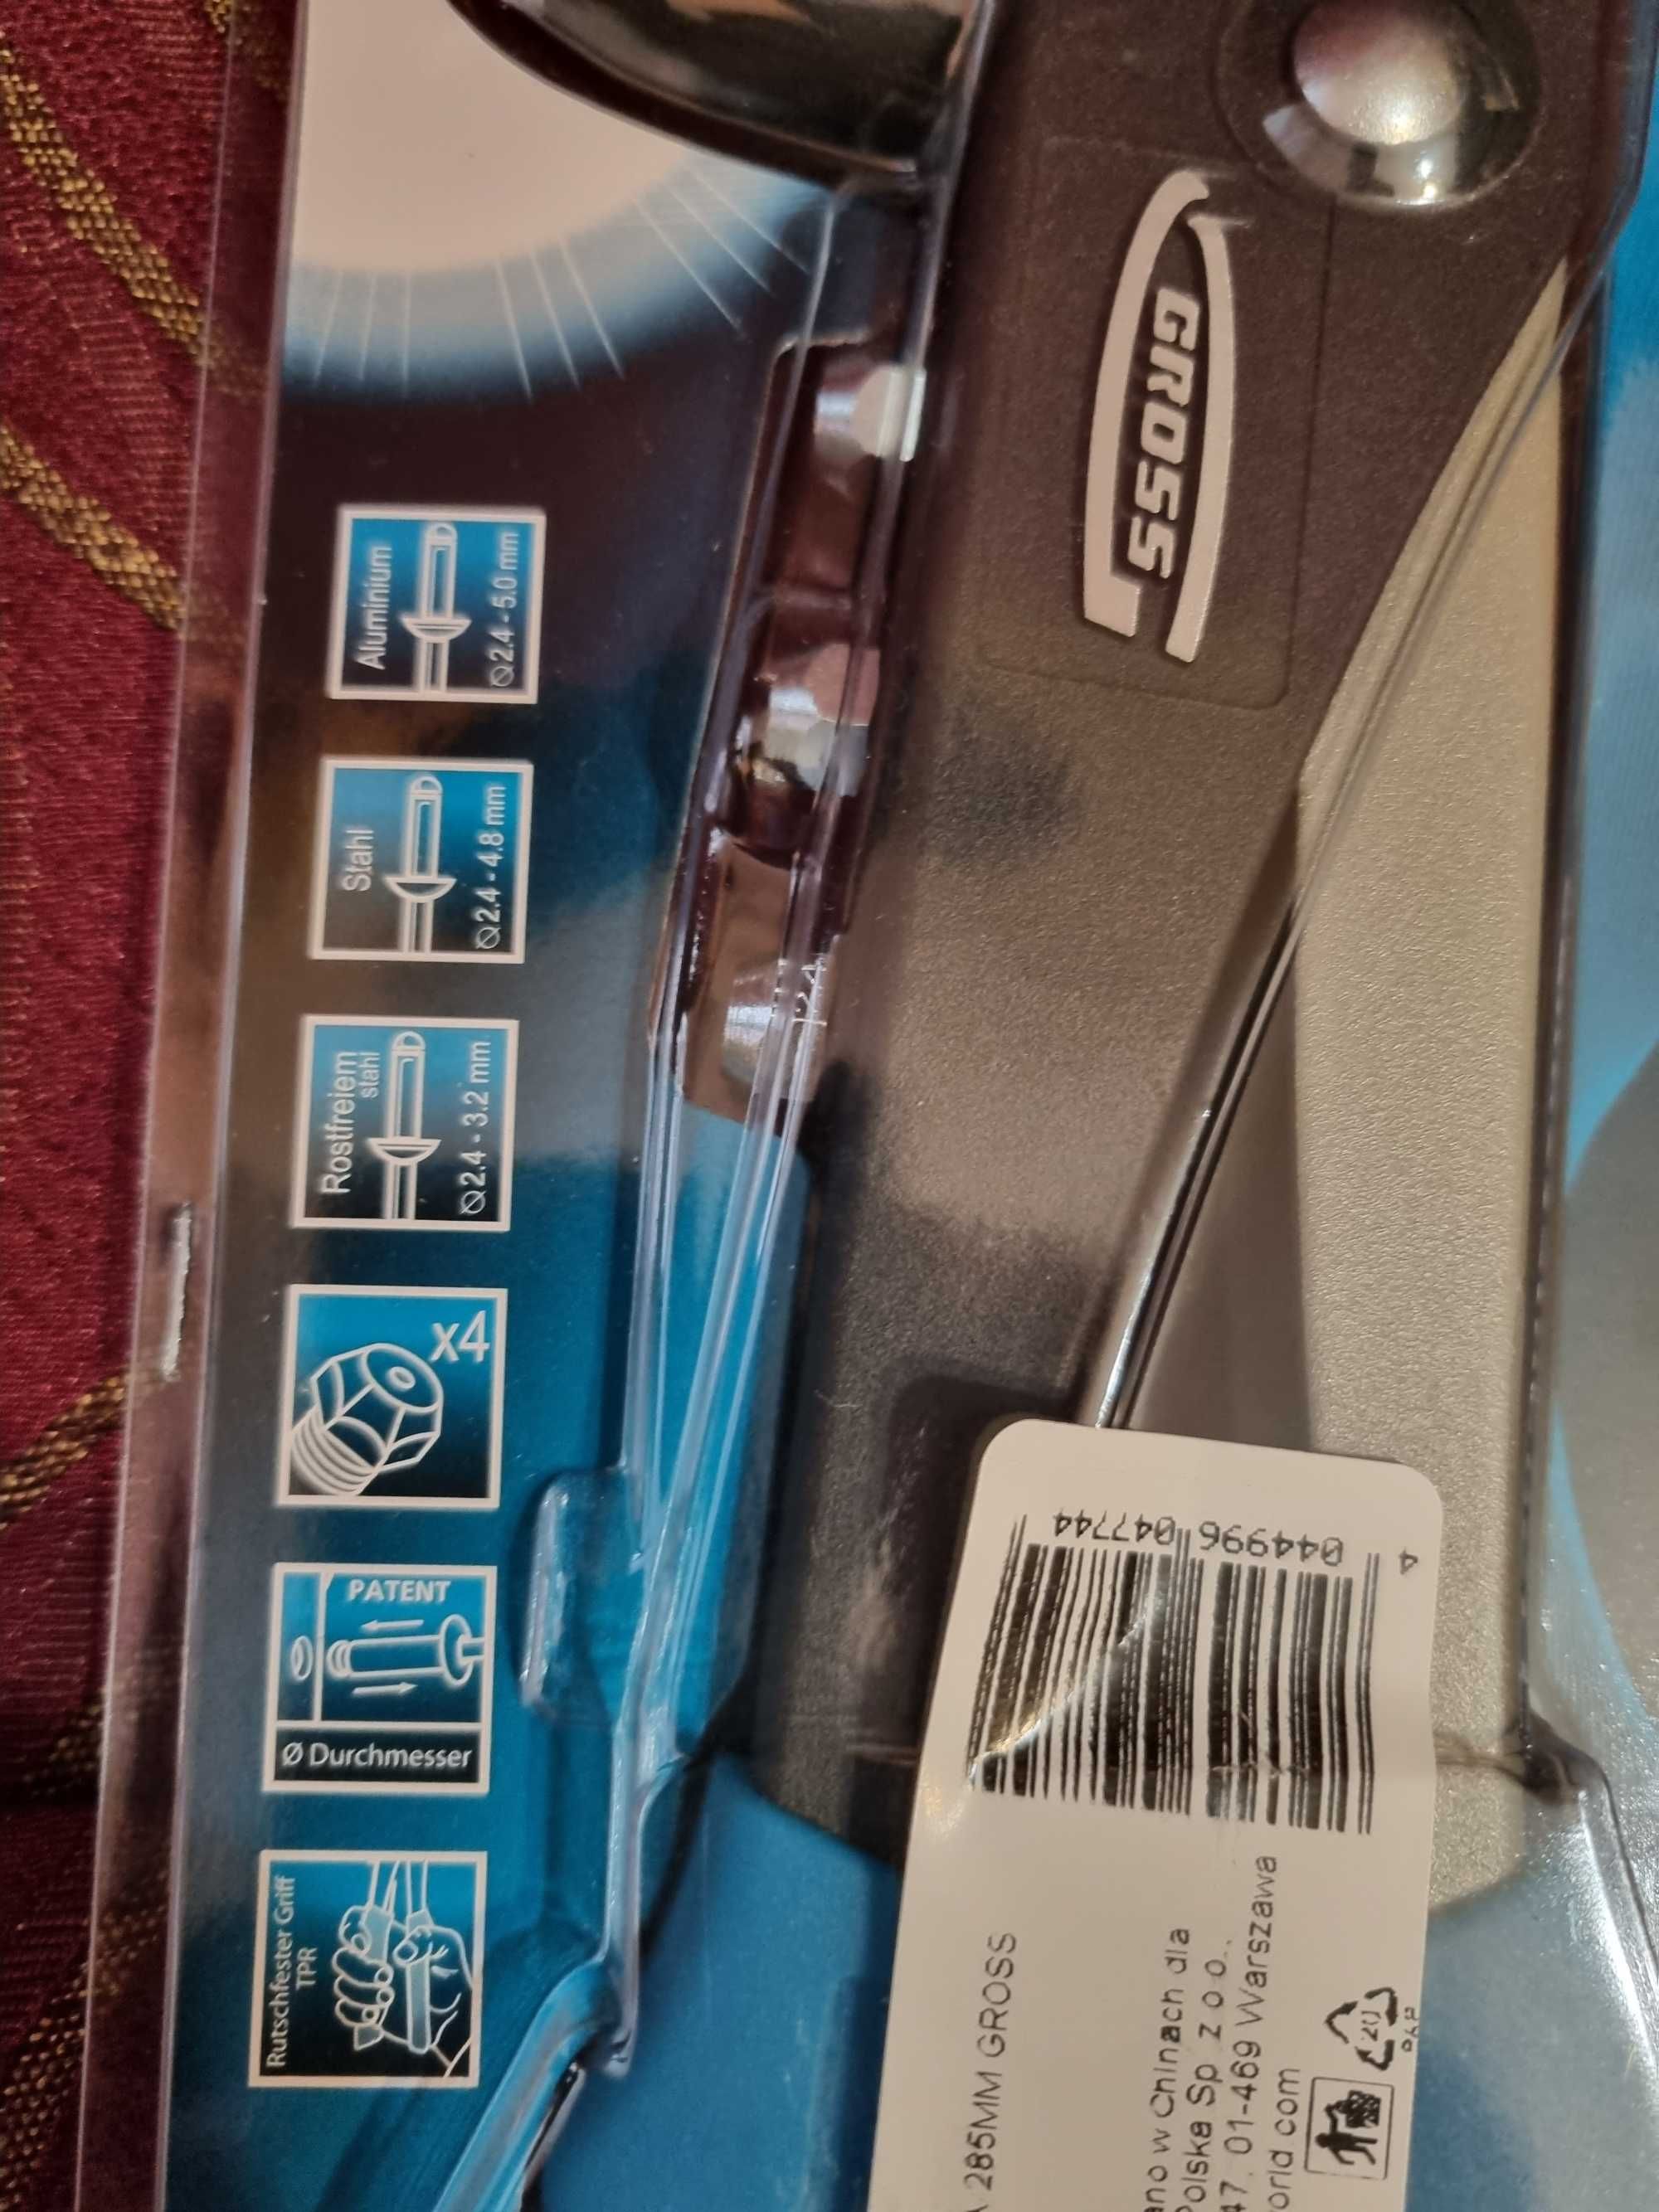 GROSS
Aluminium
Ø2.4 - 5.0 mm
Stahl
Ø2.4 - 4.8 mm
Rostfreiem
stahl
Ø2.4 - 3.2 mm
x4
PATENT
Ø Durchmesser
Rutschfester Griff
TPR
4 044996 047744
285MM GROSS
w Chinach dla
Polska Sp. z o.o.,
47, 01-469 Warszawa
com
PAP